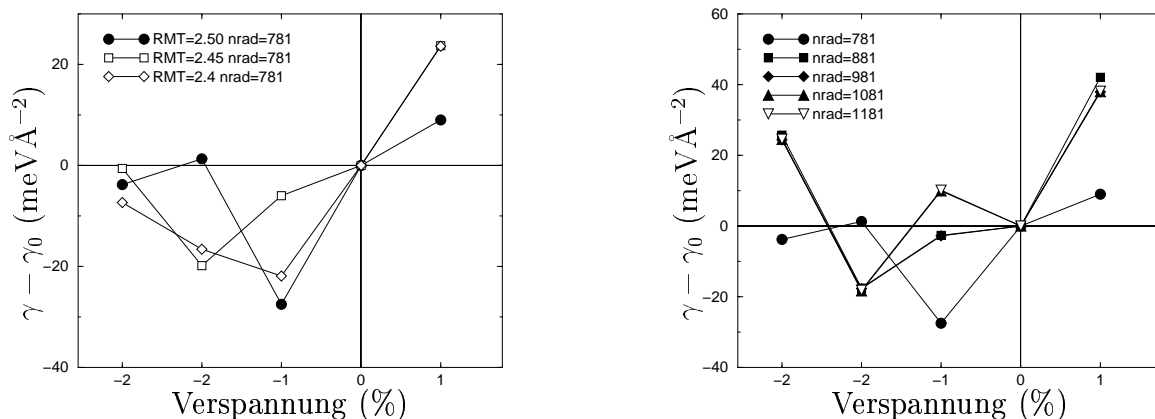 RMT=2.50 nrad=781
RMT=2.45 nrad=781
RMT=2.4 nrad=781
20
0
−20
−40
γ − γ₀ (meVÅ⁻²)
−2 −2 −1 0 1
Verspannung (%)
nrad=781
nrad=881
nrad=981
nrad=1081
nrad=1181
60
40
20
0
−20
−40
γ − γ₀ (meVÅ⁻²)
−2 −2 −1 0 1
Verspannung (%)